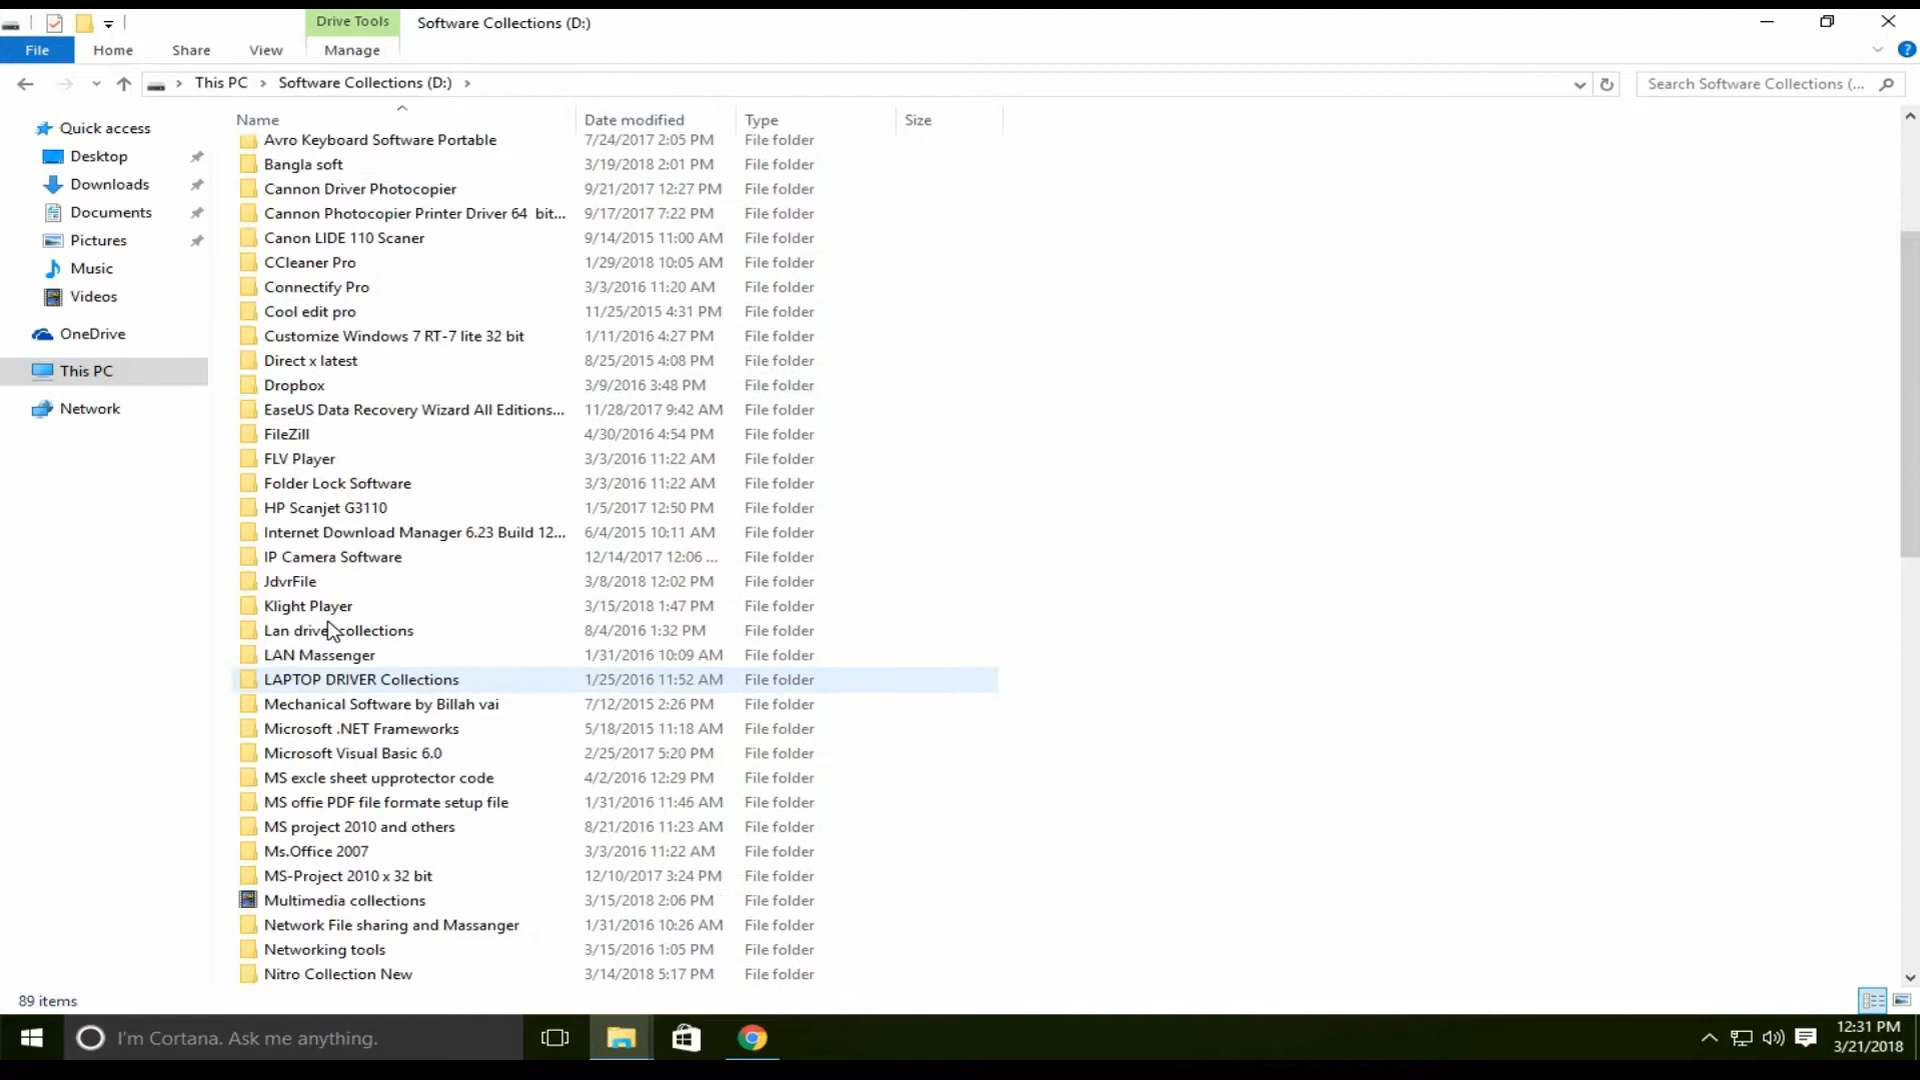 Drive Tools Software Collections (D:)
File Home Share View Manage
This PC Software Collections (D:) Search Software Collections (...
Name Date modified Type Size
Quick access
Desktop
Downloads
Documents
Pictures
Music
Videos
OneDrive
This PC
Network
Avro Keyboard Software Portable 7/24/2017 2:05 PM File folder
Bangla soft 3/19/2018 2:01 PM File folder
Cannon Driver Photocopier 9/21/2017 12:27 PM File folder
Cannon Photocopier Printer Driver 64 bit... 9/17/2017 7:22 PM File folder
Canon LIDE 110 Scaner 9/14/2015 11:00 AM File folder
CCleaner Pro 1/29/2018 10:05 AM File folder
Connectify Pro 3/3/2016 11:20 AM File folder
Cool edit pro 11/25/2015 4:31 PM File folder
Customize Windows 7 RT-7 lite 32 bit 1/11/2016 4:27 PM File folder
Direct x latest 8/25/2015 4:08 PM File folder
Dropbox 3/9/2016 3:48 PM File folder
EaseUS Data Recovery Wizard All Editions... 11/28/2017 9:42 AM File folder
FileZill 4/30/2016 4:54 PM File folder
FLV Player 3/3/2016 11:22 AM File folder
Folder Lock Software 3/3/2016 11:22 AM File folder
HP Scanjet G3110 1/5/2017 12:50 PM File folder
Internet Download Manager 6.23 Build 12... 6/4/2015 10:11 AM File folder
IP Camera Software 12/14/2017 12:06 ... File folder
JdvrFile 3/8/2018 12:02 PM File folder
Klight Player 3/15/2018 1:47 PM File folder
Lan drive collections 8/4/2016 1:32 PM File folder
LAN Massenger 1/31/2016 10:09 AM File folder
LAPTOP DRIVER Collections 1/25/2016 11:52 AM File folder
Mechanical Software by Billah vai 7/12/2015 2:26 PM File folder
Microsoft .NET Frameworks 5/18/2015 11:18 AM File folder
Microsoft Visual Basic 6.0 2/25/2017 5:20 PM File folder
MS excle sheet upprotector code 4/2/2016 12:29 PM File folder
MS offie PDF file formate setup file 1/31/2016 11:46 AM File folder
MS project 2010 and others 8/21/2016 11:23 AM File folder
Ms.Office 2007 3/3/2016 11:22 AM File folder
MS-Project 2010 x 32 bit 12/10/2017 3:24 PM File folder
Multimedia collections 3/15/2018 2:06 PM File folder
Network File sharing and Massanger 1/31/2016 10:26 AM File folder
Networking tools 3/15/2016 1:05 PM File folder
Nitro Collection New 3/14/2018 5:17 PM File folder
89 items
I'm Cortana. Ask me anything.
12:31 PM
3/21/2018